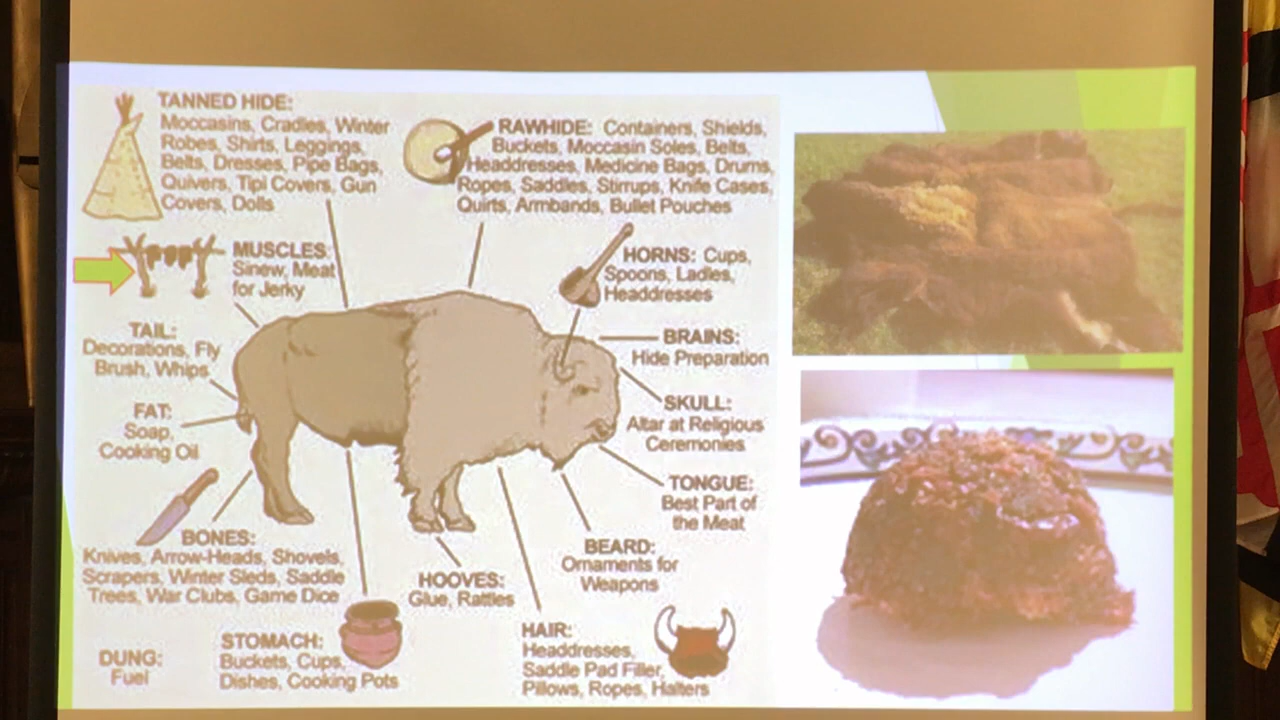 TANNED HIDE:
Moccasins, Cradles, Winter
Robes, Shirts, Leggings,
Belts, Dresses, Pipe Bags,
Quivers, Tipi Covers, Gun
Covers, Dolls
RAWHIDE: Containers, Shields,
Buckets, Moccasin Soles, Belts,
Headdresses, Medicine Bags, Drums,
Ropes, Saddles, Stirrups, Knife Cases,
Quirts, Armbands, Bullet Pouches
MUSCLES:
Sinew, Meat
for Jerky
HORNS: Cups,
Spoons, Ladles,
Headdresses
TAIL:
Decorations, Fly
Brush, Whips
BRAINS:
Hide Preparation
FAT:
Soap,
Cooking Oil
SKULL:
Altar at Religious
Ceremonies
TONGUE:
Best Part of
the Meat
BONES:
Knives, Arrow-Heads, Shovels,
Scrapers, Winter Sleds, Saddle
Trees, War Clubs, Game Dice
HOOVES:
Glue, Rattles
BEARD:
Ornaments for
Weapons
DUNG:
Fuel
STOMACH:
Buckets, Cups,
Dishes, Cooking Pots
HAIR:
Headdresses,
Saddle Pad Filler,
Pillows, Ropes, Halters